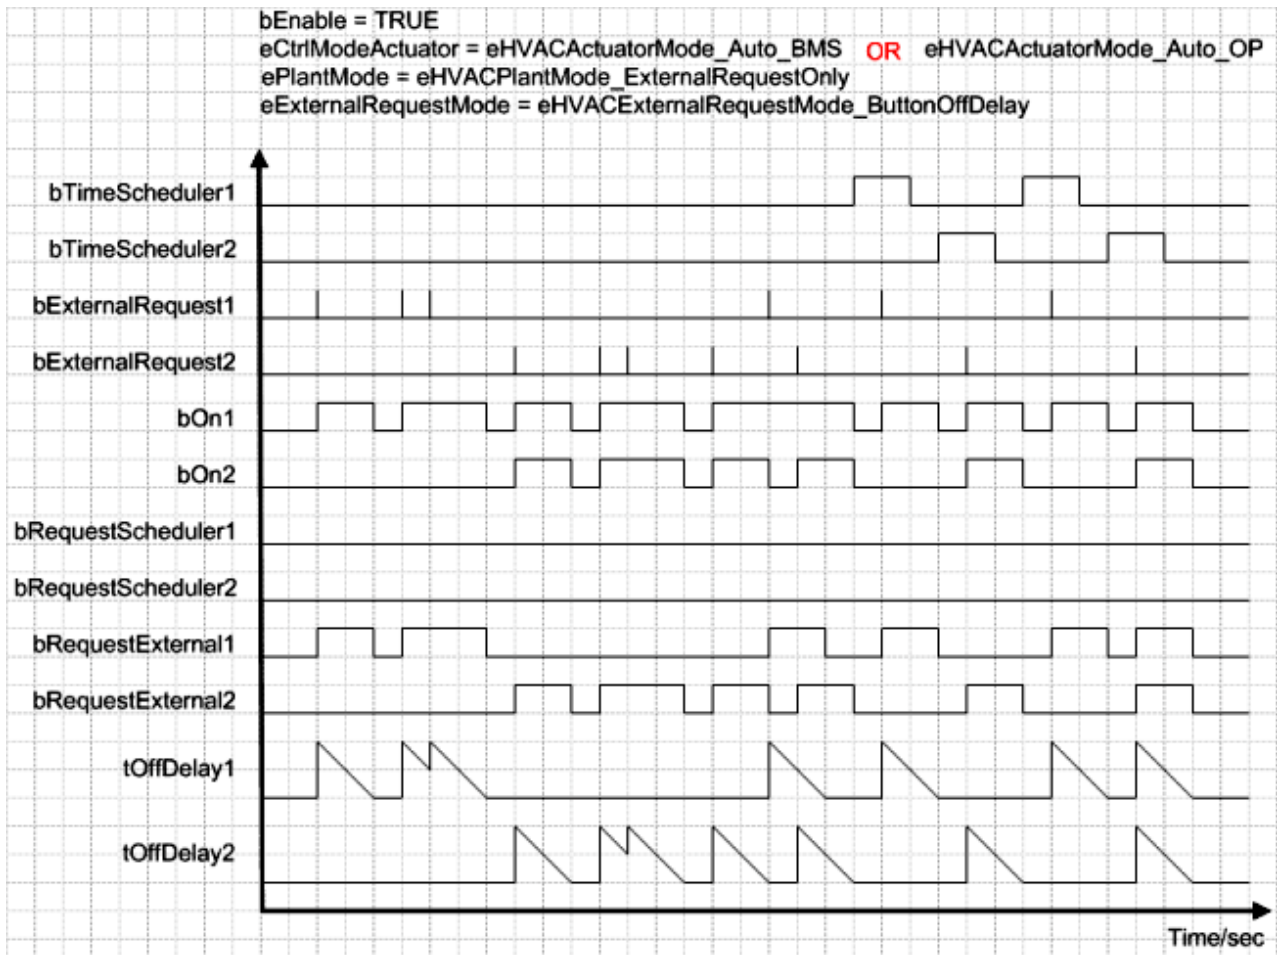 bEnable = TRUE
eCtrlModeActuator = eHVACActuatorMode_Auto_BMS OR eHVACActuatorMode_Auto_OP
ePlantMode = eHVACPlantMode_ExternalRequestOnly
eExternalRequestMode = eHVACExternalRequestMode_ButtonOffDelay
bTimeScheduler1
bTimeScheduler2
bExternalRequest1
bExternalRequest2
bOn1
bOn2
bRequestScheduler1
bRequestScheduler2
bRequestExternal1
bRequestExternal2
tOffDelay1
tOffDelay2
Time/sec